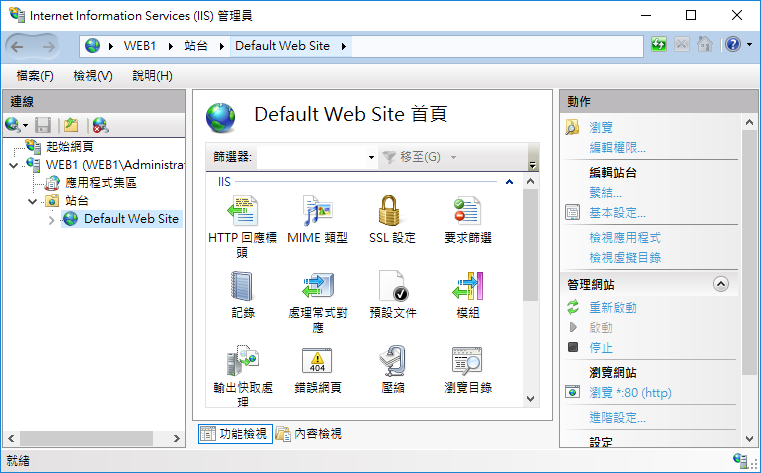 Internet Information Services (IIS) 管理員
WEB1 站台 Default Web Site
檔案(F) 檢視(V) 說明(H)
連線
起始網頁
WEB1 (WEB1\Administra
應用程式集區
站台
Default Web Site
Default Web Site 首頁
篩選器: 移至(G)
IIS
HTTP 回應標
頭
MIME 類型
SSL 設定
要求篩選
記錄
處理常式對
應
預設文件
模組
輸出快取處
理
404
錯誤網頁
壓縮
瀏覽目錄
功能檢視 內容檢視
動作
瀏覽
編輯權限...
編輯站台
繫結...
基本設定...
檢視應用程式
檢視虛擬目錄
管理網站
重新啟動
啟動
停止
瀏覽網站
瀏覽 *:80 (http)
進階設定...
設定
就緒